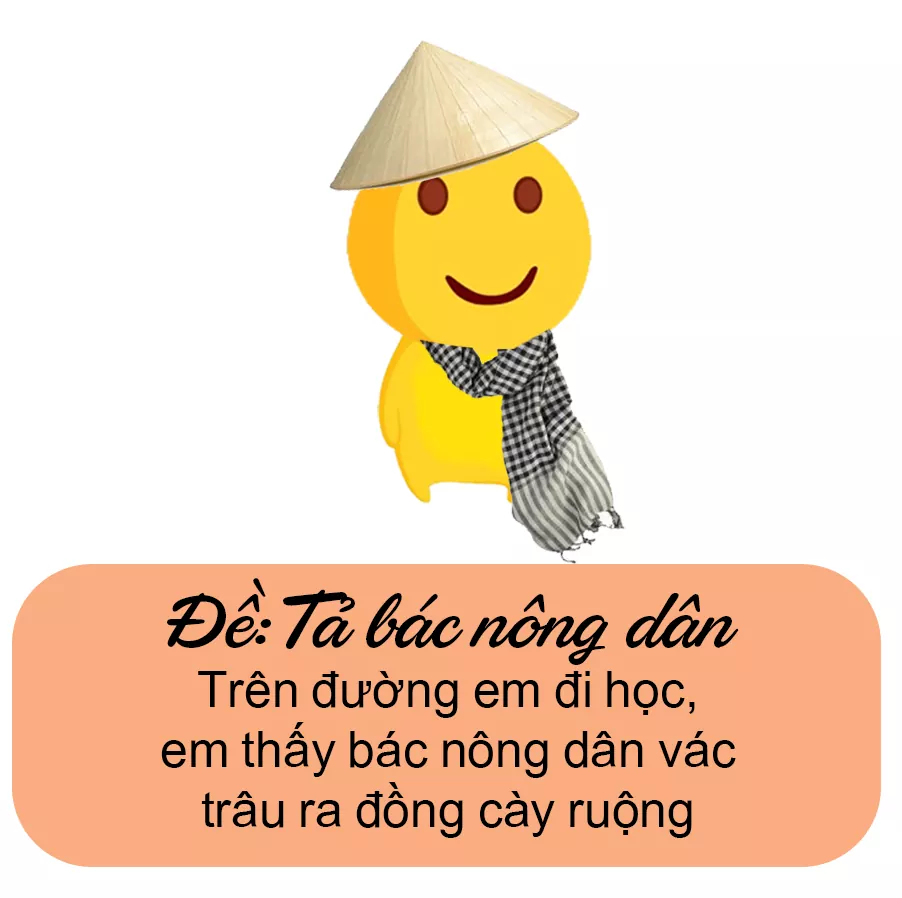 Đề: Tả bác nông dân
Trên đường em đi học,
em thấy bác nông dân vác
trâu ra đồng cày ruộng